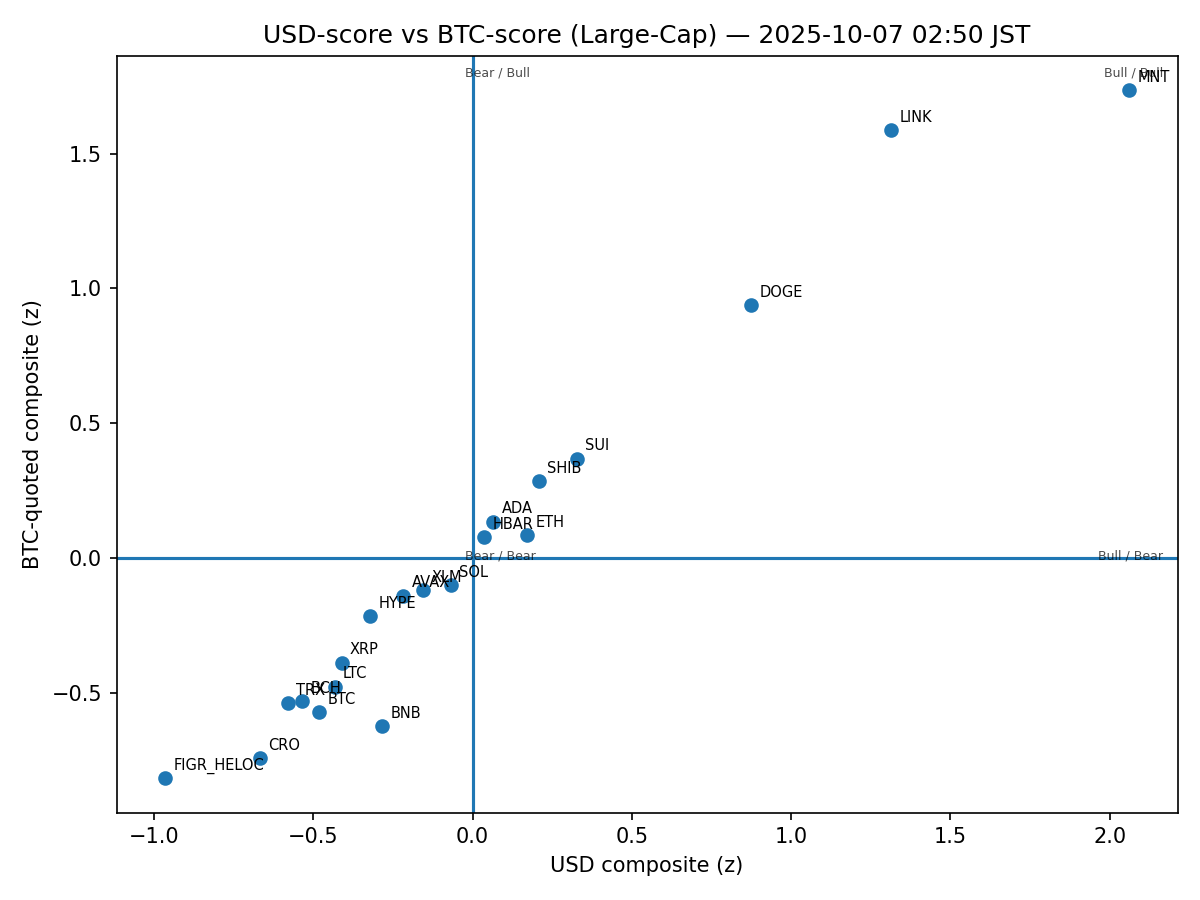 USD-score vs BTC-score (Large-Cap) — 2025-10-07 02:50 JST
Bear / Bull
Bull / Bull
MNT
LINK
DOGE
SUI
SHIB
ADA
HBAR
ETH
Bear / Bear
Bull / Bear
SOL
XLM
AVAX
HYPE
XRP
LTC
BCH
TRX
BTC
BNB
CRO
FIGR_HELOC
1.5
1.0
0.5
0.0
−0.5
−1.0
−0.5
0.0
0.5
1.0
1.5
2.0
USD composite (z)
BTC-quoted composite (z)